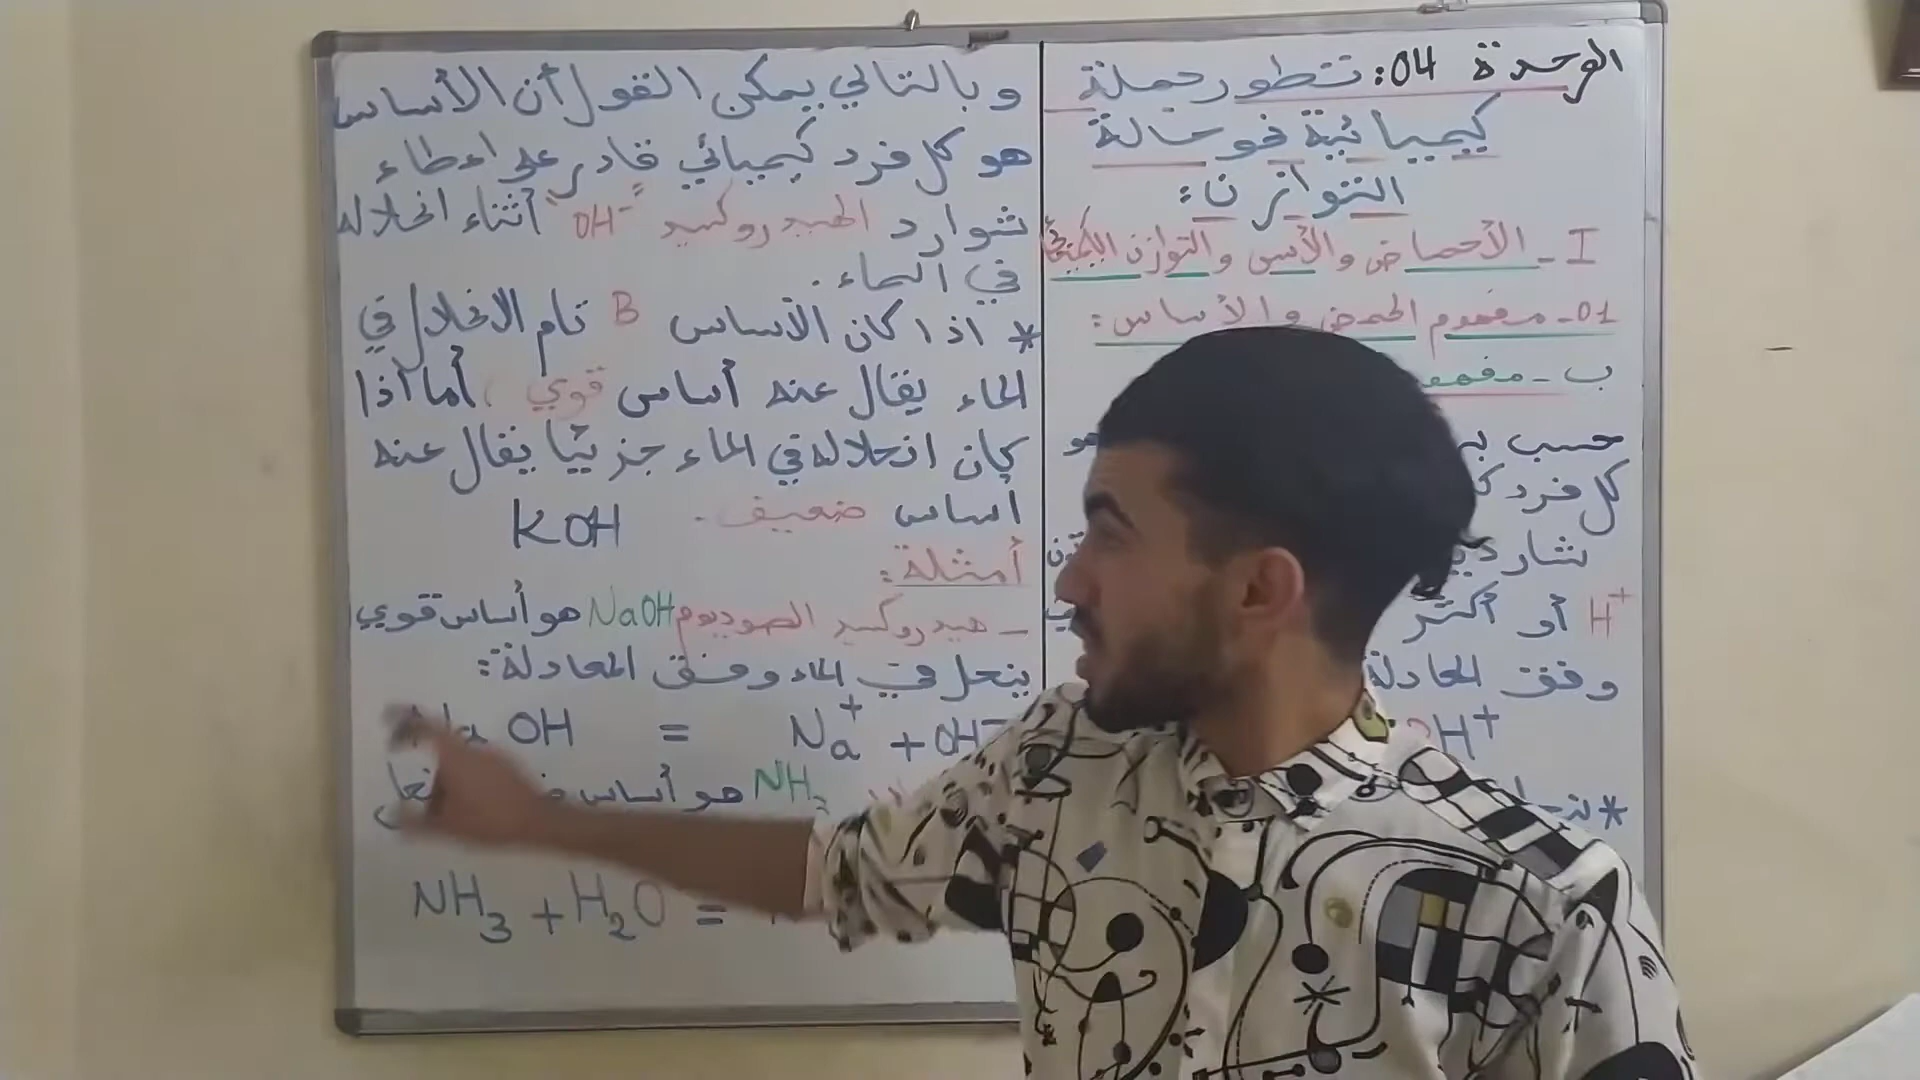 الوحدة 04: تطور جملة
كيميائية نحو حالة
التوازن:
I - الأحماض والأسس والتوازن
01- مفهوم الحمض والأساس:
ب -
حسب
كل فرد
H⁺ أو أكثر
وفق المعادلة
H⁺
*
وبالتالي يمكن القول أن الأساس
هو كل فرد كيميائي قادر على اعطاء
شوارد الهيدروكسيد OH⁻ أثناء انحلاله
في الماء .
* اذا كان الأساس B تام الانحلال في
الماء يقال عنه أساس قوي ، أما اذا
كان انحلاله في الماء جزئيا يقال عنه
أساس ضعيف .
KOH
أمثلة:
- هيدروكسيد الصوديوم NaOH هو أساس قوي
ينحل في الماء وفق المعادلة:
OH = Na⁺ + OH⁻
NH₃ هو أساس
NH₃ + H₂O =